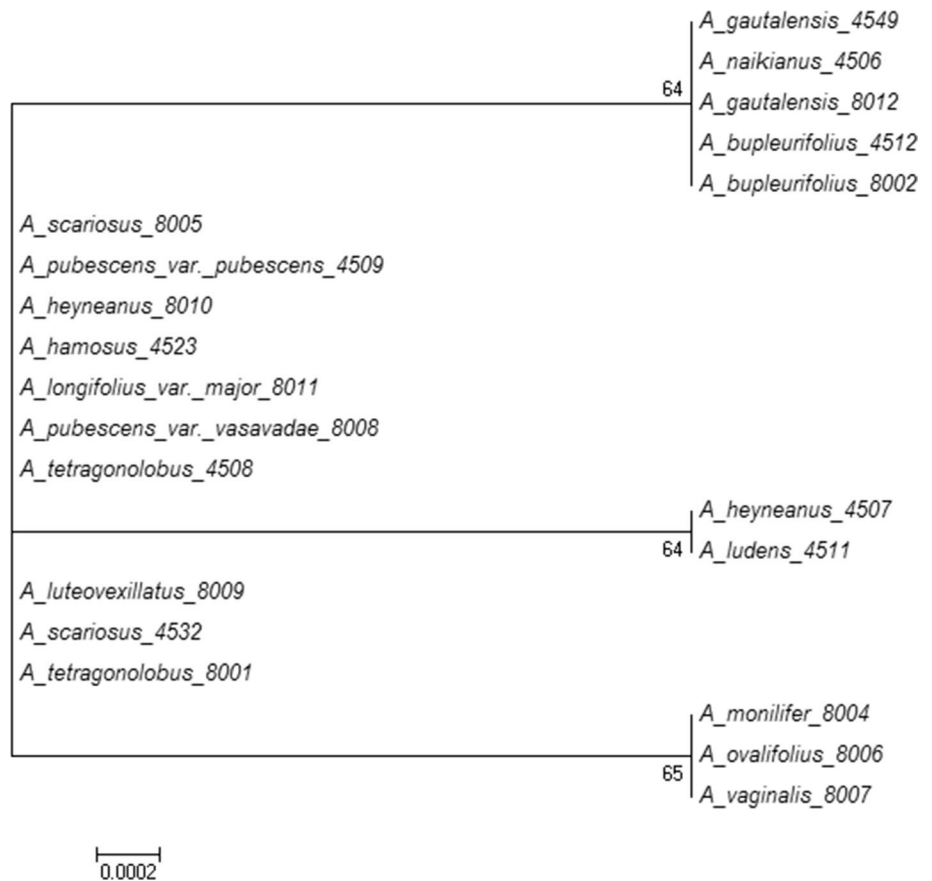 A_gautalensis_4549
A_naikianus_4506
64
A_gautalensis_8012
A_bupleurifolius_4512
A_bupleurifolius_8002
A_scariosus_8005
A_pubescens_var._pubescens_4509
A_heyneanus_8010
A_hamosus_4523
A_longifolius_var._major_8011
A_pubescens_var._vasavadae_8008
A_tetragonolobus_4508
A_heyneanus_4507
64
A_ludens_4511
A_luteovexillatus_8009
A_scariosus_4532
A_tetragonolobus_8001
A_monilifer_8004
A_ovalifolius_8006
65
A_vaginalis_8007
0.0002